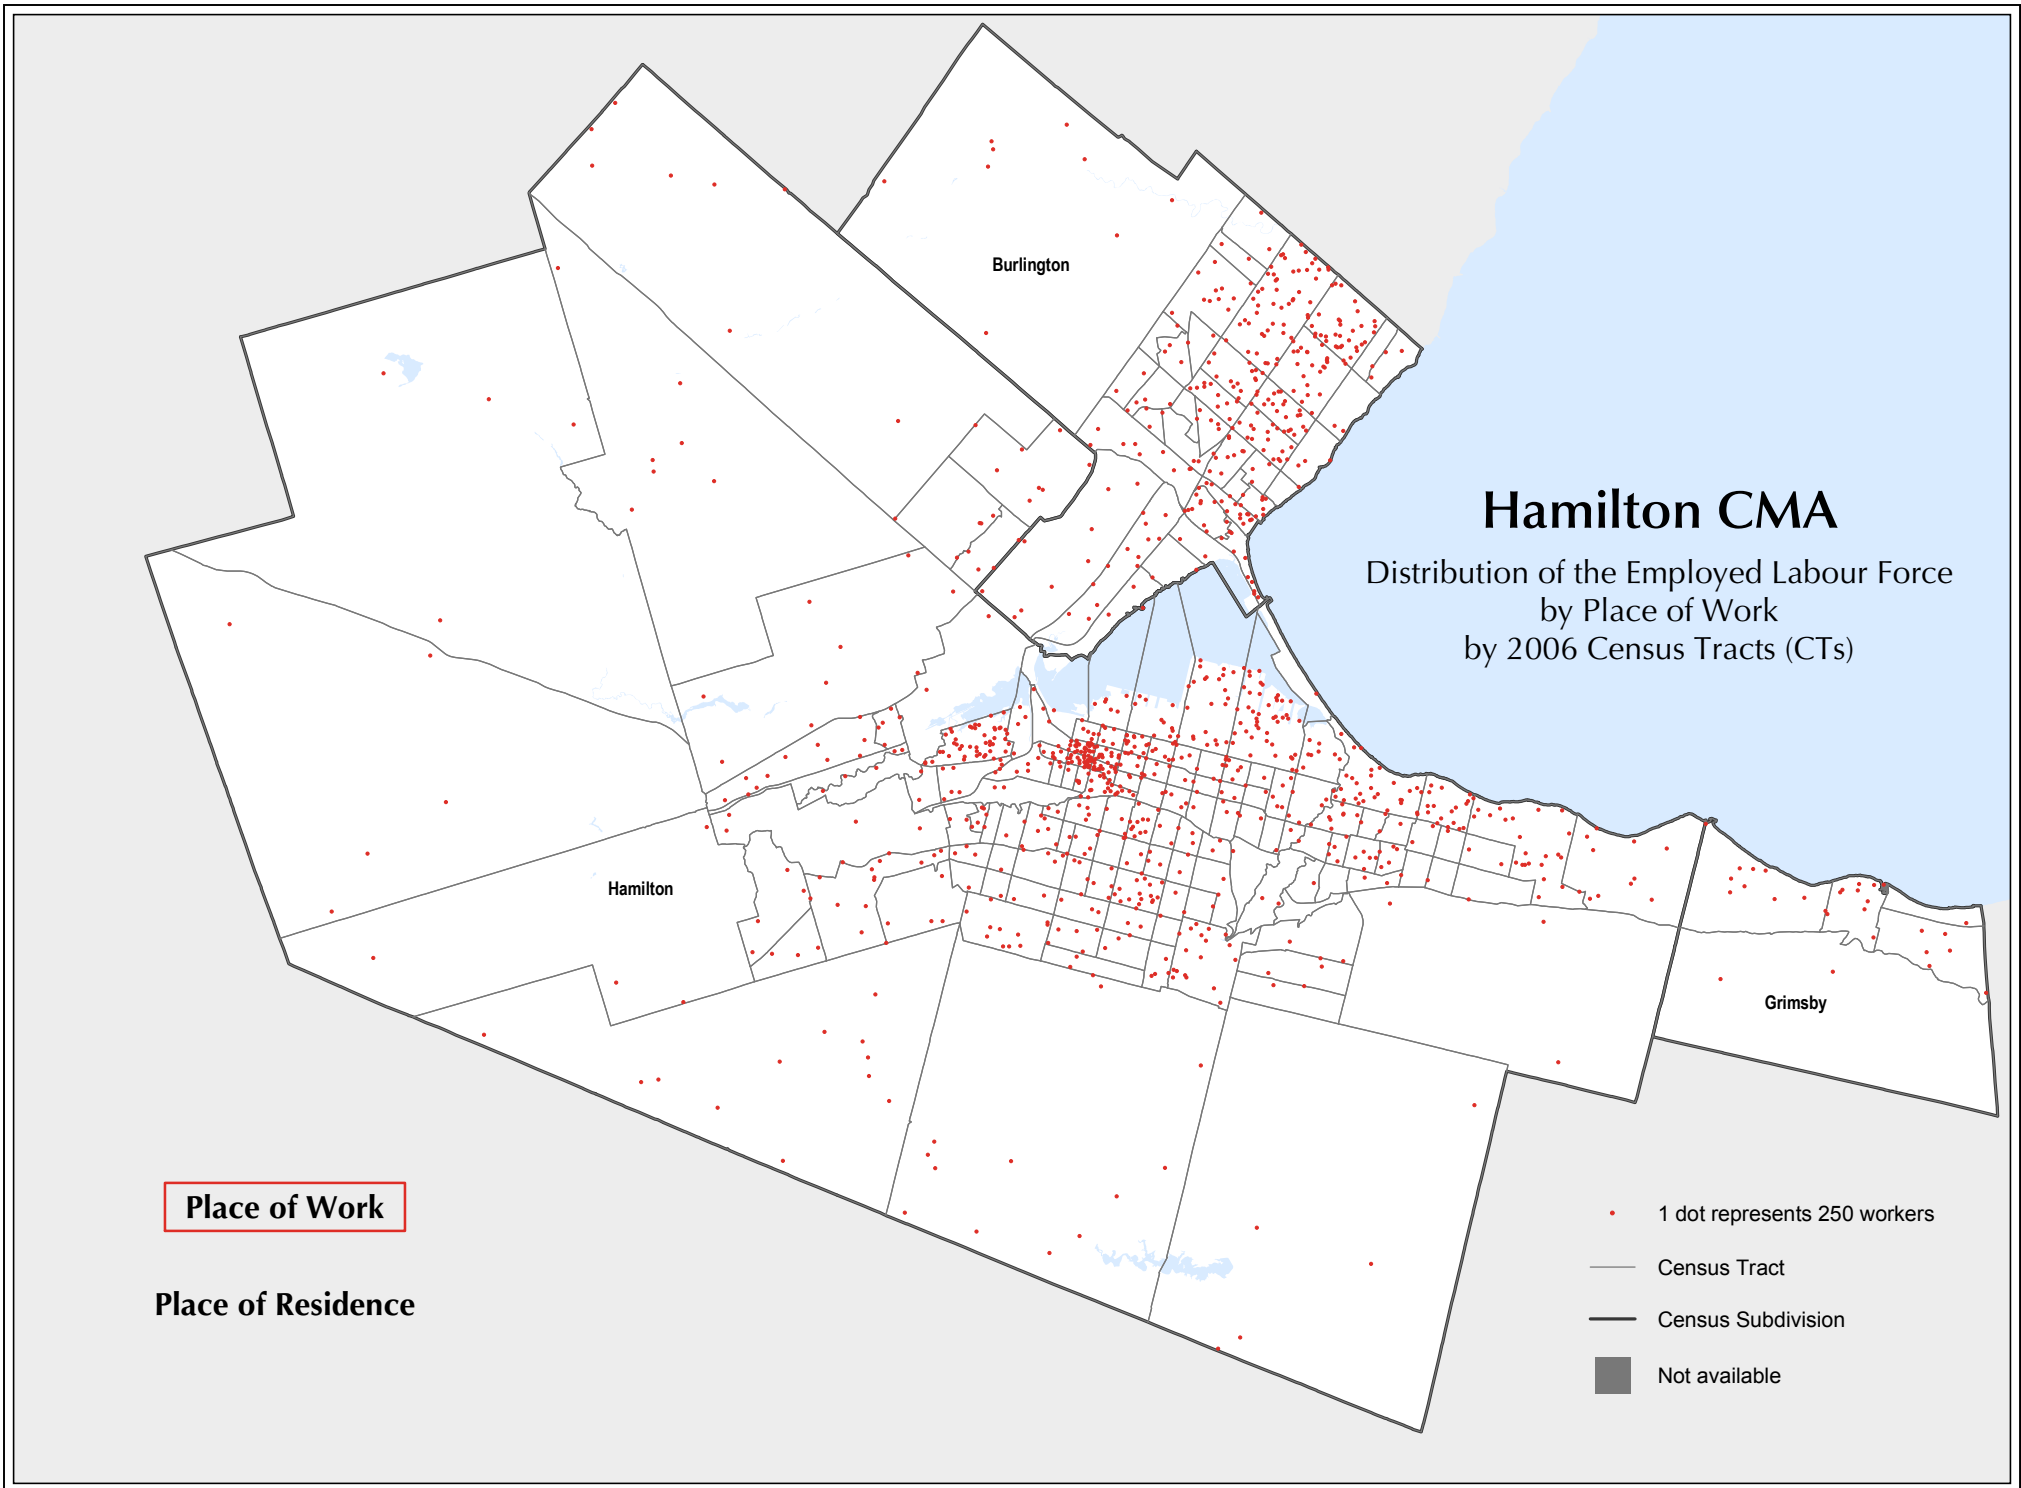 Burlington
Hamilton CMA
Distribution of the Employed Labour Force
by Place of Work
by 2006 Census Tracts (CTs)
Hamilton
Grimsby
Place of Work
Place of Residence
1 dot represents 250 workers
Census Tract
Census Subdivision
Not available